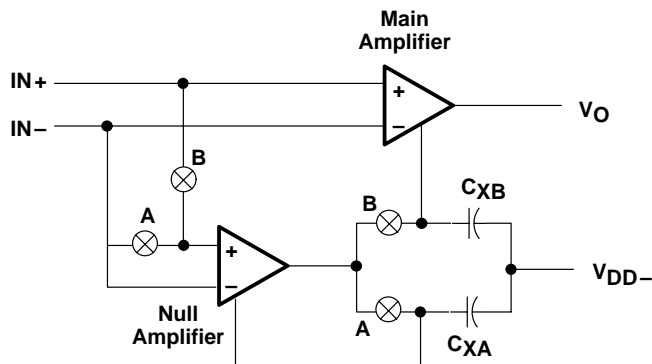 Main
Amplifier
IN+
+
VO
IN−
−
B
CXB
A
B
+
VDD−
−
Null
Amplifier
A
CXA